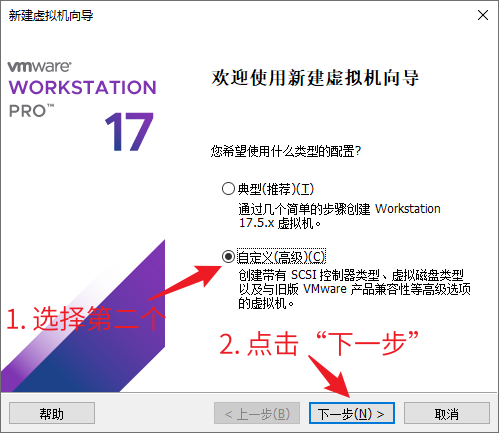 新建虚拟机向导
vmware
WORKSTATION
PRO™
17
欢迎使用新建虚拟机向导
您希望使用什么类型的配置?
典型(推荐)(T)
通过几个简单的步骤创建 Workstation
17.5.x 虚拟机。
自定义(高级)(C)
创建带有 SCSI 控制器类型、虚拟磁盘类型
以及与旧版 VMware 产品兼容性等高级选项
的虚拟机。
1. 选择第二个
2. 点击“下一步”
帮助
< 上一步(B)
下一步(N) >
取消